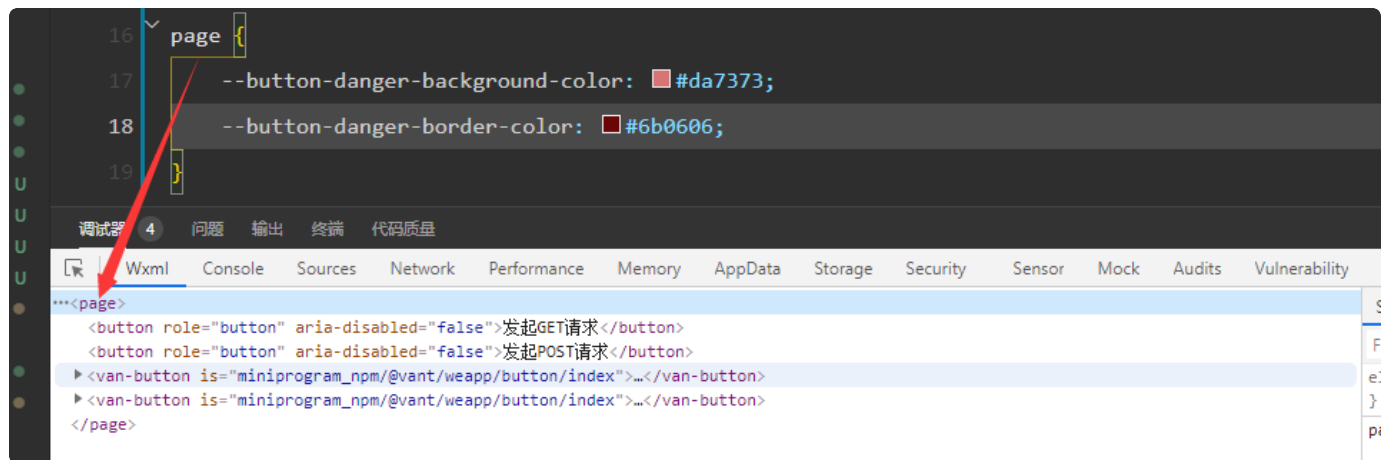 16 page {
17 --button-danger-background-color: #da7373;
18 --button-danger-border-color: #6b0606;
19 }
U
U
U
U
调试器 4 问题 输出 终端 代码质量
Wxml Console Sources Network Performance Memory AppData Storage Security Sensor Mock Audits Vulnerability
···<page>
<button role="button" aria-disabled="false">发起GET请求</button>
<button role="button" aria-disabled="false">发起POST请求</button>
<van-button is="miniprogram_npm/@vant/weapp/button/index">…</van-button>
<van-button is="miniprogram_npm/@vant/weapp/button/index">…</van-button>
</page>
}